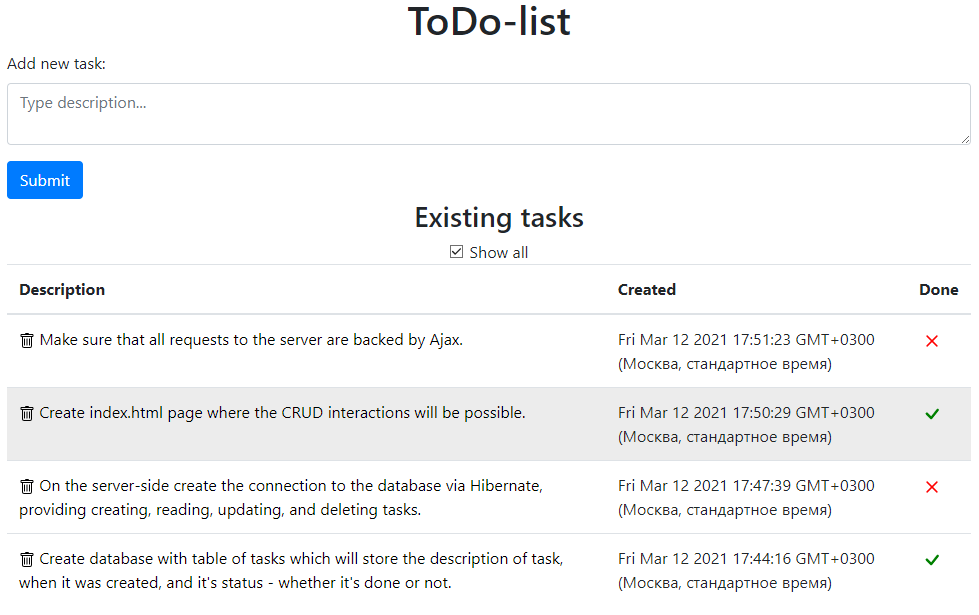 ToDo-list
Add new task:
Type description...
Submit
Existing tasks
Show all
Description Created Done
Make sure that all requests to the server are backed by Ajax. Fri Mar 12 2021 17:51:23 GMT+0300
(Москва, стандартное время)
Create index.html page where the CRUD interactions will be possible. Fri Mar 12 2021 17:50:29 GMT+0300
(Москва, стандартное время)
On the server-side create the connection to the database via Hibernate, Fri Mar 12 2021 17:47:39 GMT+0300
providing creating, reading, updating, and deleting tasks. (Москва, стандартное время)
Create database with table of tasks which will store the description of task, Fri Mar 12 2021 17:44:16 GMT+0300
when it was created, and it's status - whether it's done or not. (Москва, стандартное время)